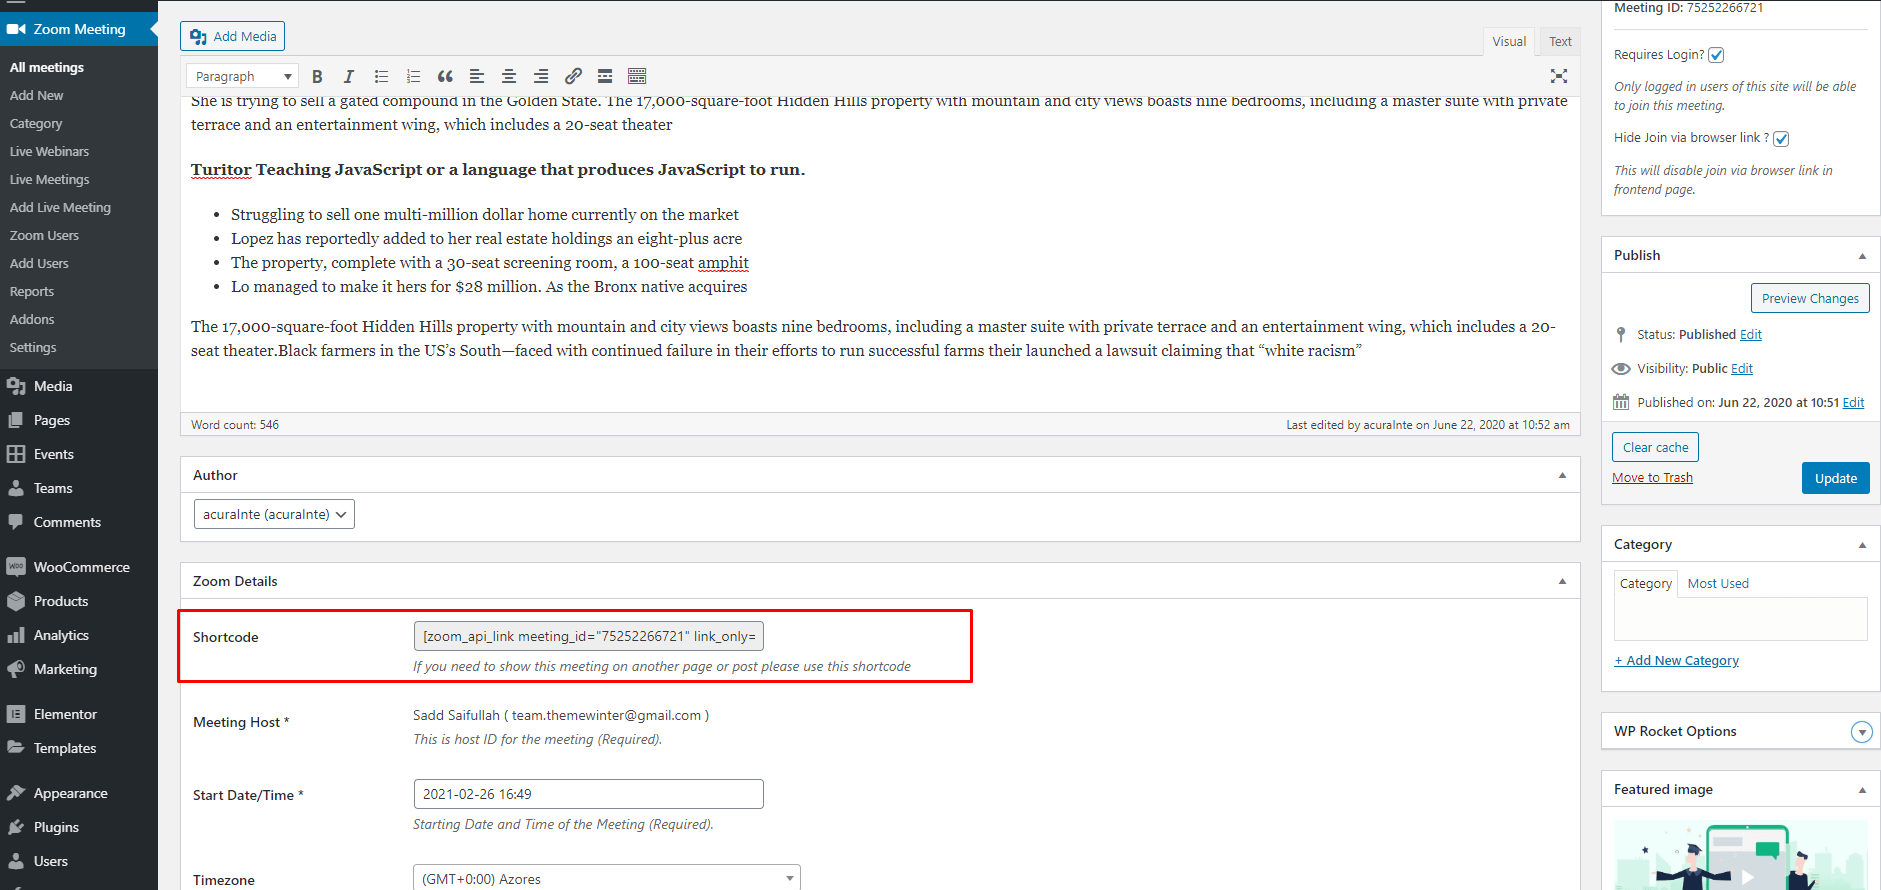 Zoom Meeting
All meetings
Add New
Category
Live Webinars
Live Meetings
Add Live Meeting
Zoom Users
Add Users
Reports
Addons
Settings
Media
Pages
Events
Teams
Comments
WooCommerce
Products
Analytics
Marketing
Elementor
Templates
Appearance
Plugins
Users
Add Media
Visual
Text
Paragraph
She is trying to sell a gated compound in the Golden State. The 17,000-square-foot Hidden Hills property with mountain and city views boasts nine bedrooms, including a master suite with private
terrace and an entertainment wing, which includes a 20-seat theater
Turitor Teaching JavaScript or a language that produces JavaScript to run.
• Struggling to sell one multi-million dollar home currently on the market
• Lopez has reportedly added to her real estate holdings an eight-plus acre
• The property, complete with a 30-seat screening room, a 100-seat amphit
• Lo managed to make it hers for $28 million. As the Bronx native acquires
The 17,000-square-foot Hidden Hills property with mountain and city views boasts nine bedrooms, including a master suite with private terrace and an entertainment wing, which includes a 20-
seat theater.Black farmers in the US’s South—faced with continued failure in their efforts to run successful farms their launched a lawsuit claiming that “white racism”
Word count: 546
Last edited by acuralnte on June 22, 2020 at 10:52 am
Author
acuralnte (acuralnte)
Zoom Details
Shortcode
[zoom_api_link meeting_id="75252266721" link_only=
If you need to show this meeting on another page or post please use this shortcode
Meeting Host *
Sadd Saifullah ( team.themewinter@gmail.com )
This is host ID for the meeting (Required).
Start Date/Time *
2021-02-26 16:49
Starting Date and Time of the Meeting (Required).
Timezone
(GMT+0:00) Azores
Meeting ID: 75252266721
Requires Login?
Only logged in users of this site will be able
to join this meeting.
Hide Join via browser link ?
This will disable join via browser link in
frontend page.
Publish
Preview Changes
Status: Published Edit
Visibility: Public Edit
Published on: Jun 22, 2020 at 10:51 Edit
Clear cache
Move to Trash
Update
Category
Category
Most Used
+ Add New Category
WP Rocket Options
Featured image